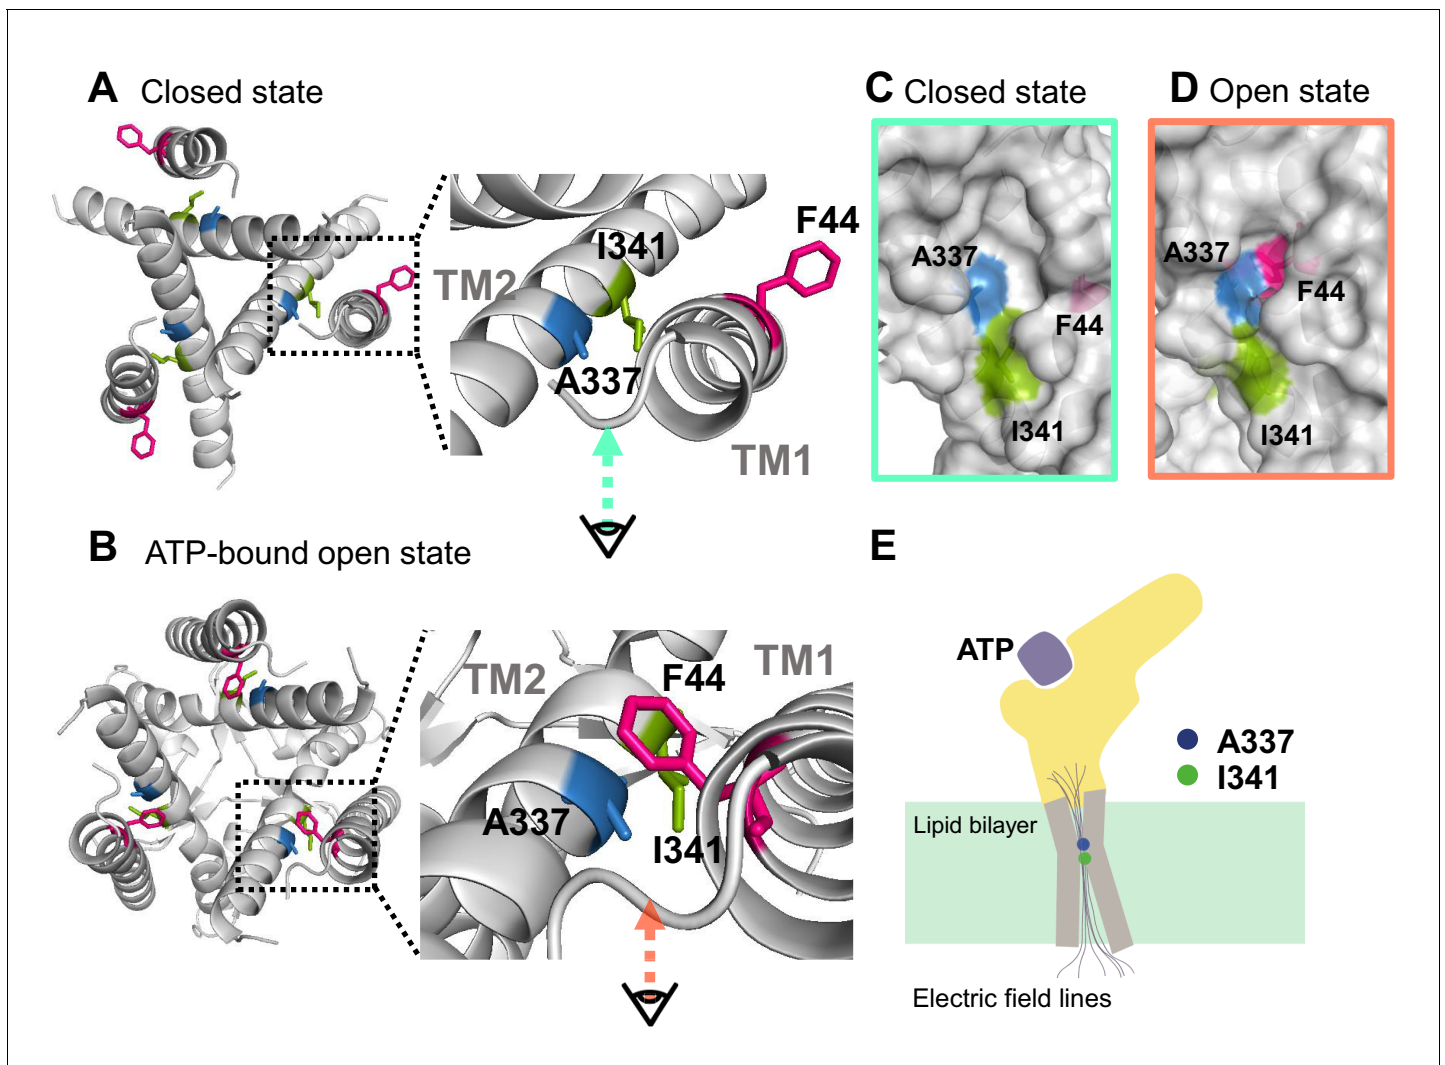 A Closed state
F44
I341
TM2
A337
TM1
B ATP-bound open state
TM2
F44
TM1
A337
I341
C Closed state
A337
F44
I341
D Open state
A337
F44
I341
E
ATP
A337
I341
Lipid bilayer
Electric field lines